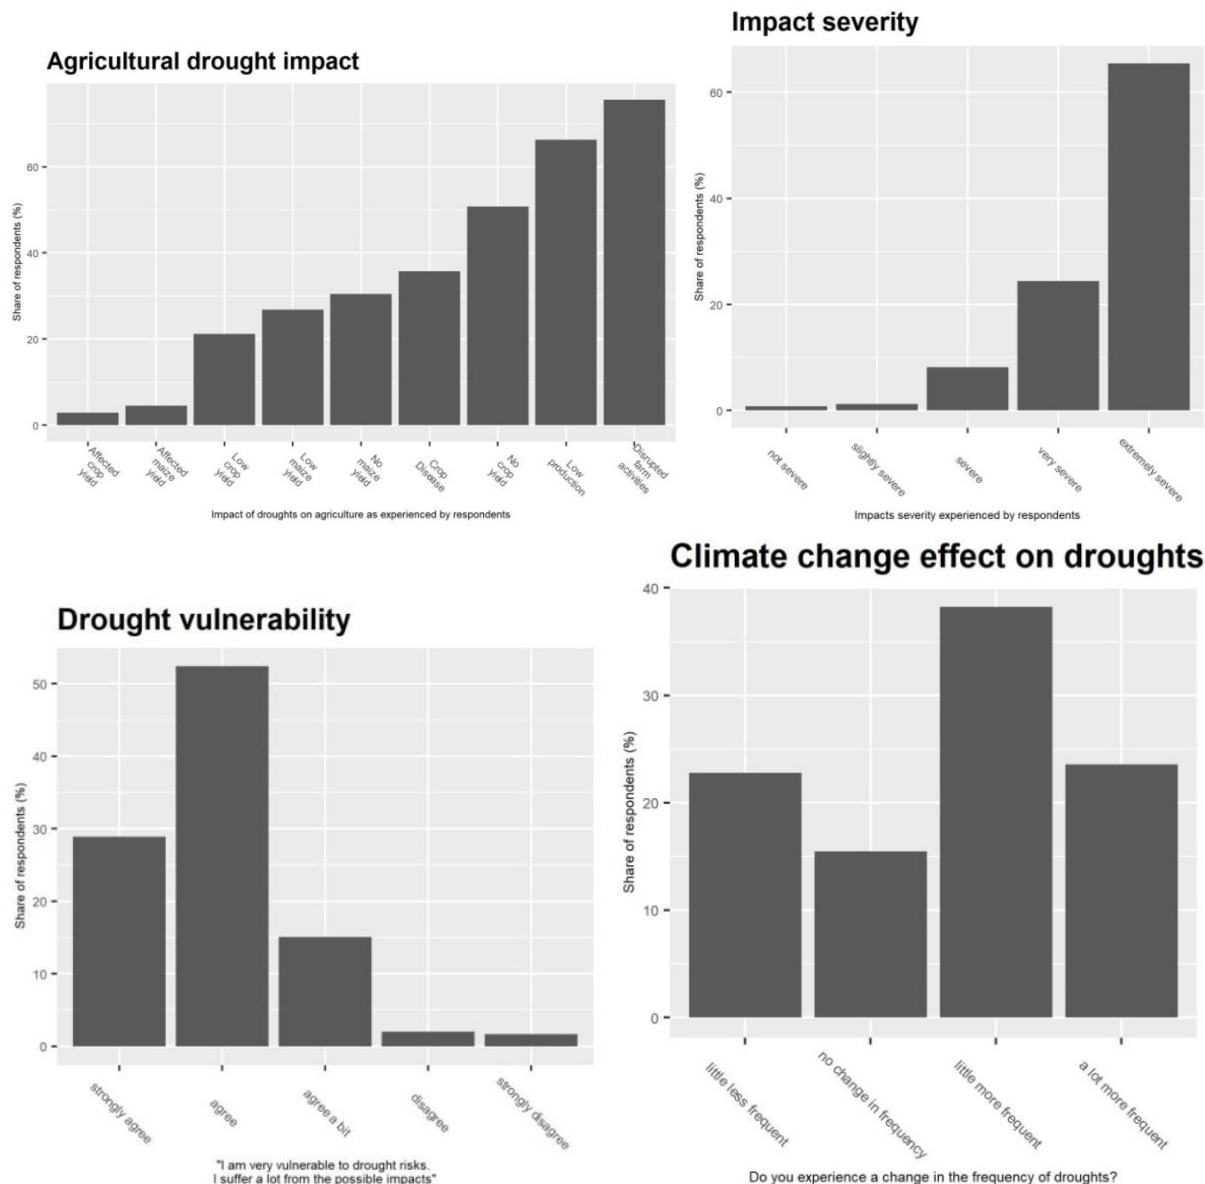 Agricultural drought impact
Share of respondents (%)
60
40
20
0
Affected
crop
yield
Affected
maize
yield
Low
crop
yield
Low
maize
yield
No
maize
yield
Crop
Disease
No
crop
yield
Low
production
Disrupted
farm
activities
Impact of droughts on agriculture as experienced by respondents
Impact severity
Share of respondents (%)
60
40
20
0
not severe
slightly severe
severe
very severe
extremely severe
Impacts severity experienced by respondents
Drought vulnerability
Share of respondents (%)
50
40
30
20
10
0
strongly agree
agree
agree a bit
disagree
strongly disagree
"I am very vulnerable to drought risks.
I suffer a lot from the possible impacts"
Climate change effect on droughts
Share of respondents (%)
40
30
20
10
0
little less frequent
no change in frequency
little more frequent
a lot more frequent
Do you experience a change in the frequency of droughts?